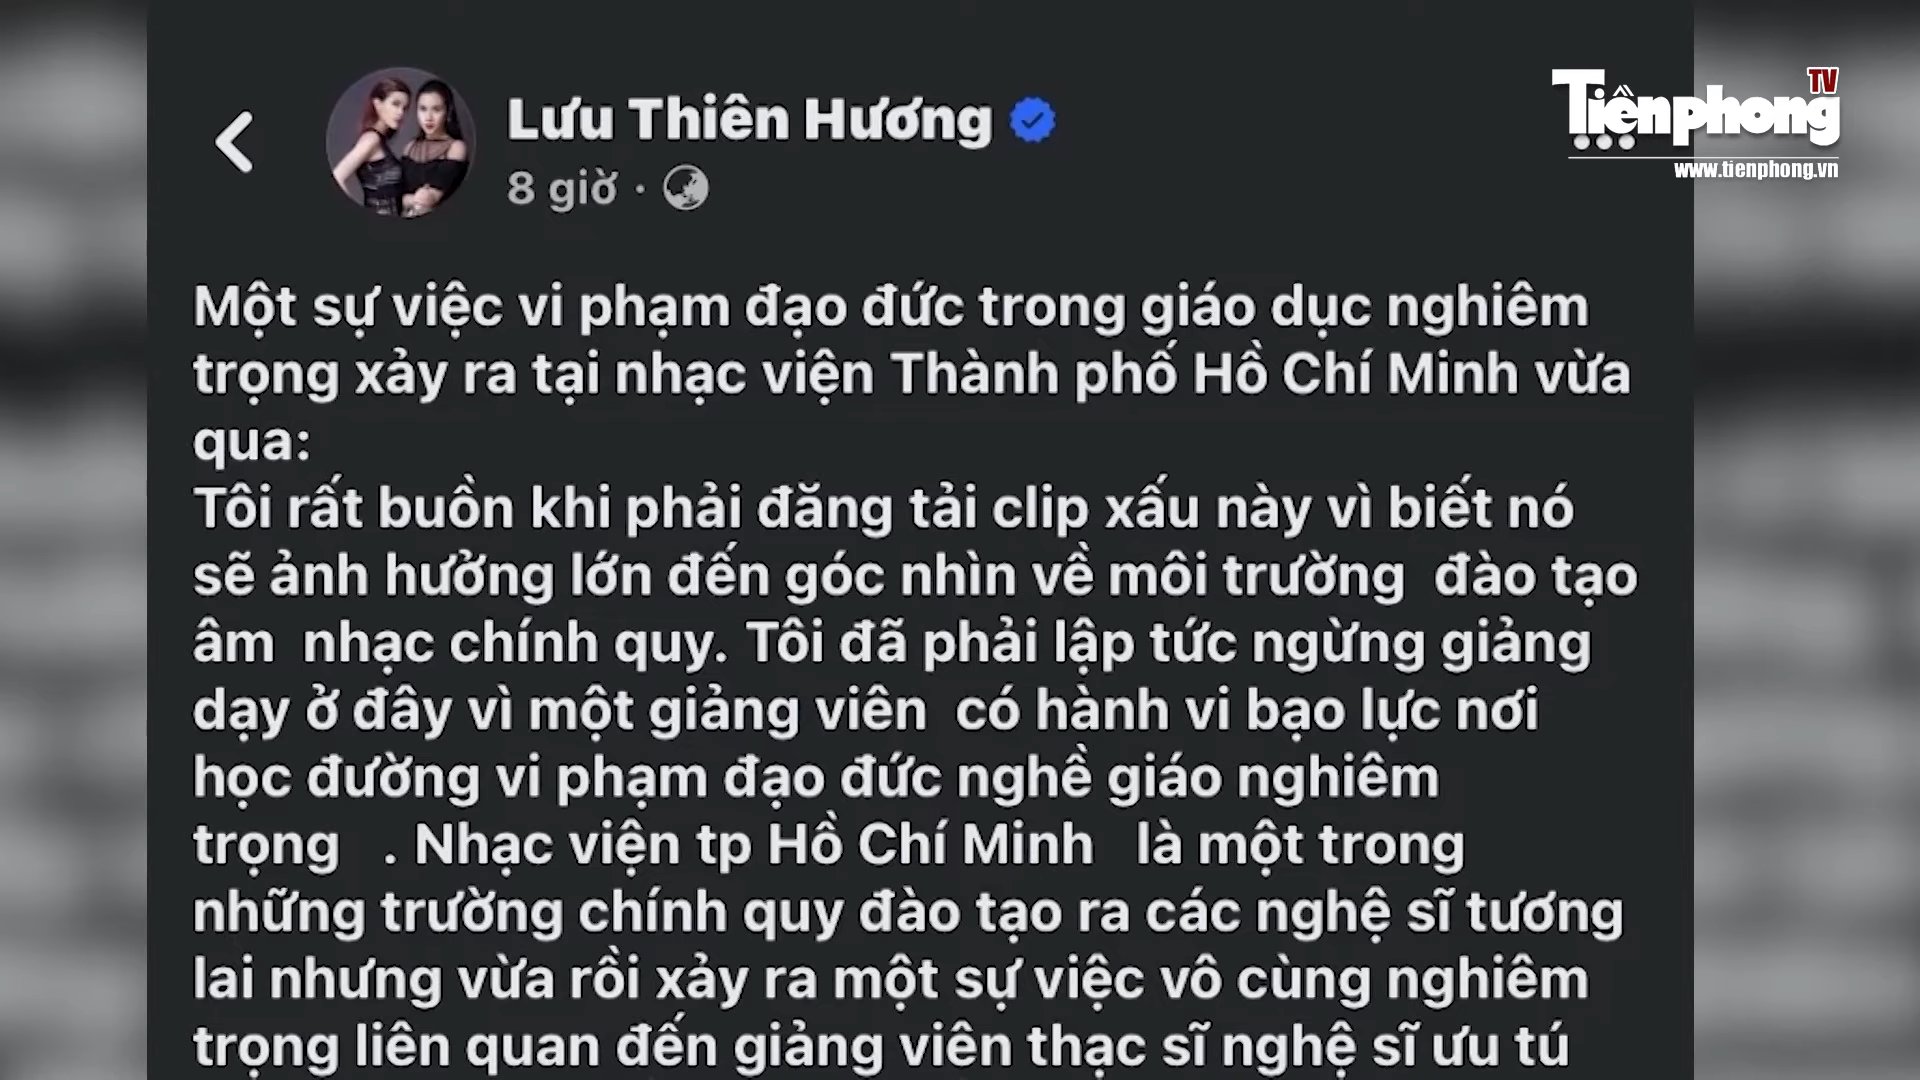 Lưu Thiên Hương
8 giờ ·
TiềnphongTV
www.tienphong.vn
Một sự việc vi phạm đạo đức trong giáo dục nghiêm
trọng xảy ra tại nhạc viện Thành phố Hồ Chí Minh vừa
qua:
Tôi rất buồn khi phải đăng tải clip xấu này vì biết nó
sẽ ảnh hưởng lớn đến góc nhìn về môi trường đào tạo
âm nhạc chính quy. Tôi đã phải lập tức ngừng giảng
dạy ở đây vì một giảng viên có hành vi bạo lực nơi
học đường vi phạm đạo đức nghề giáo nghiêm
trọng . Nhạc viện tp Hồ Chí Minh là một trong
những trường chính quy đào tạo ra các nghệ sĩ tương
lai nhưng vừa rồi xảy ra một sự việc vô cùng nghiêm
trọng liên quan đến giảng viên thạc sĩ nghệ sĩ ưu tú